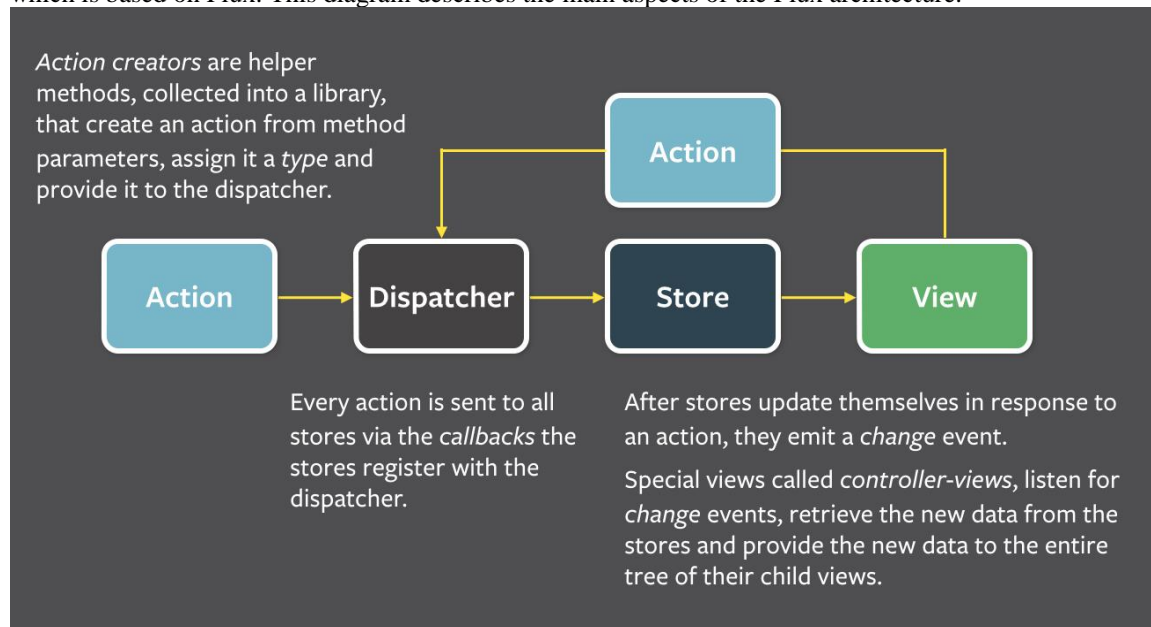 which is based on Flux. This diagram describes the main aspects of the Flux architecture.
Action creators are helper
methods, collected into a library,
that create an action from method
parameters, assign it a type and
provide it to the dispatcher.
Action
Action
Dispatcher
Store
View
Every action is sent to all
stores via the callbacks the
stores register with the
dispatcher.
After stores update themselves in response to
an action, they emit a change event.
Special views called controller-views, listen for
change events, retrieve the new data from the
stores and provide the new data to the entire
tree of their child views.